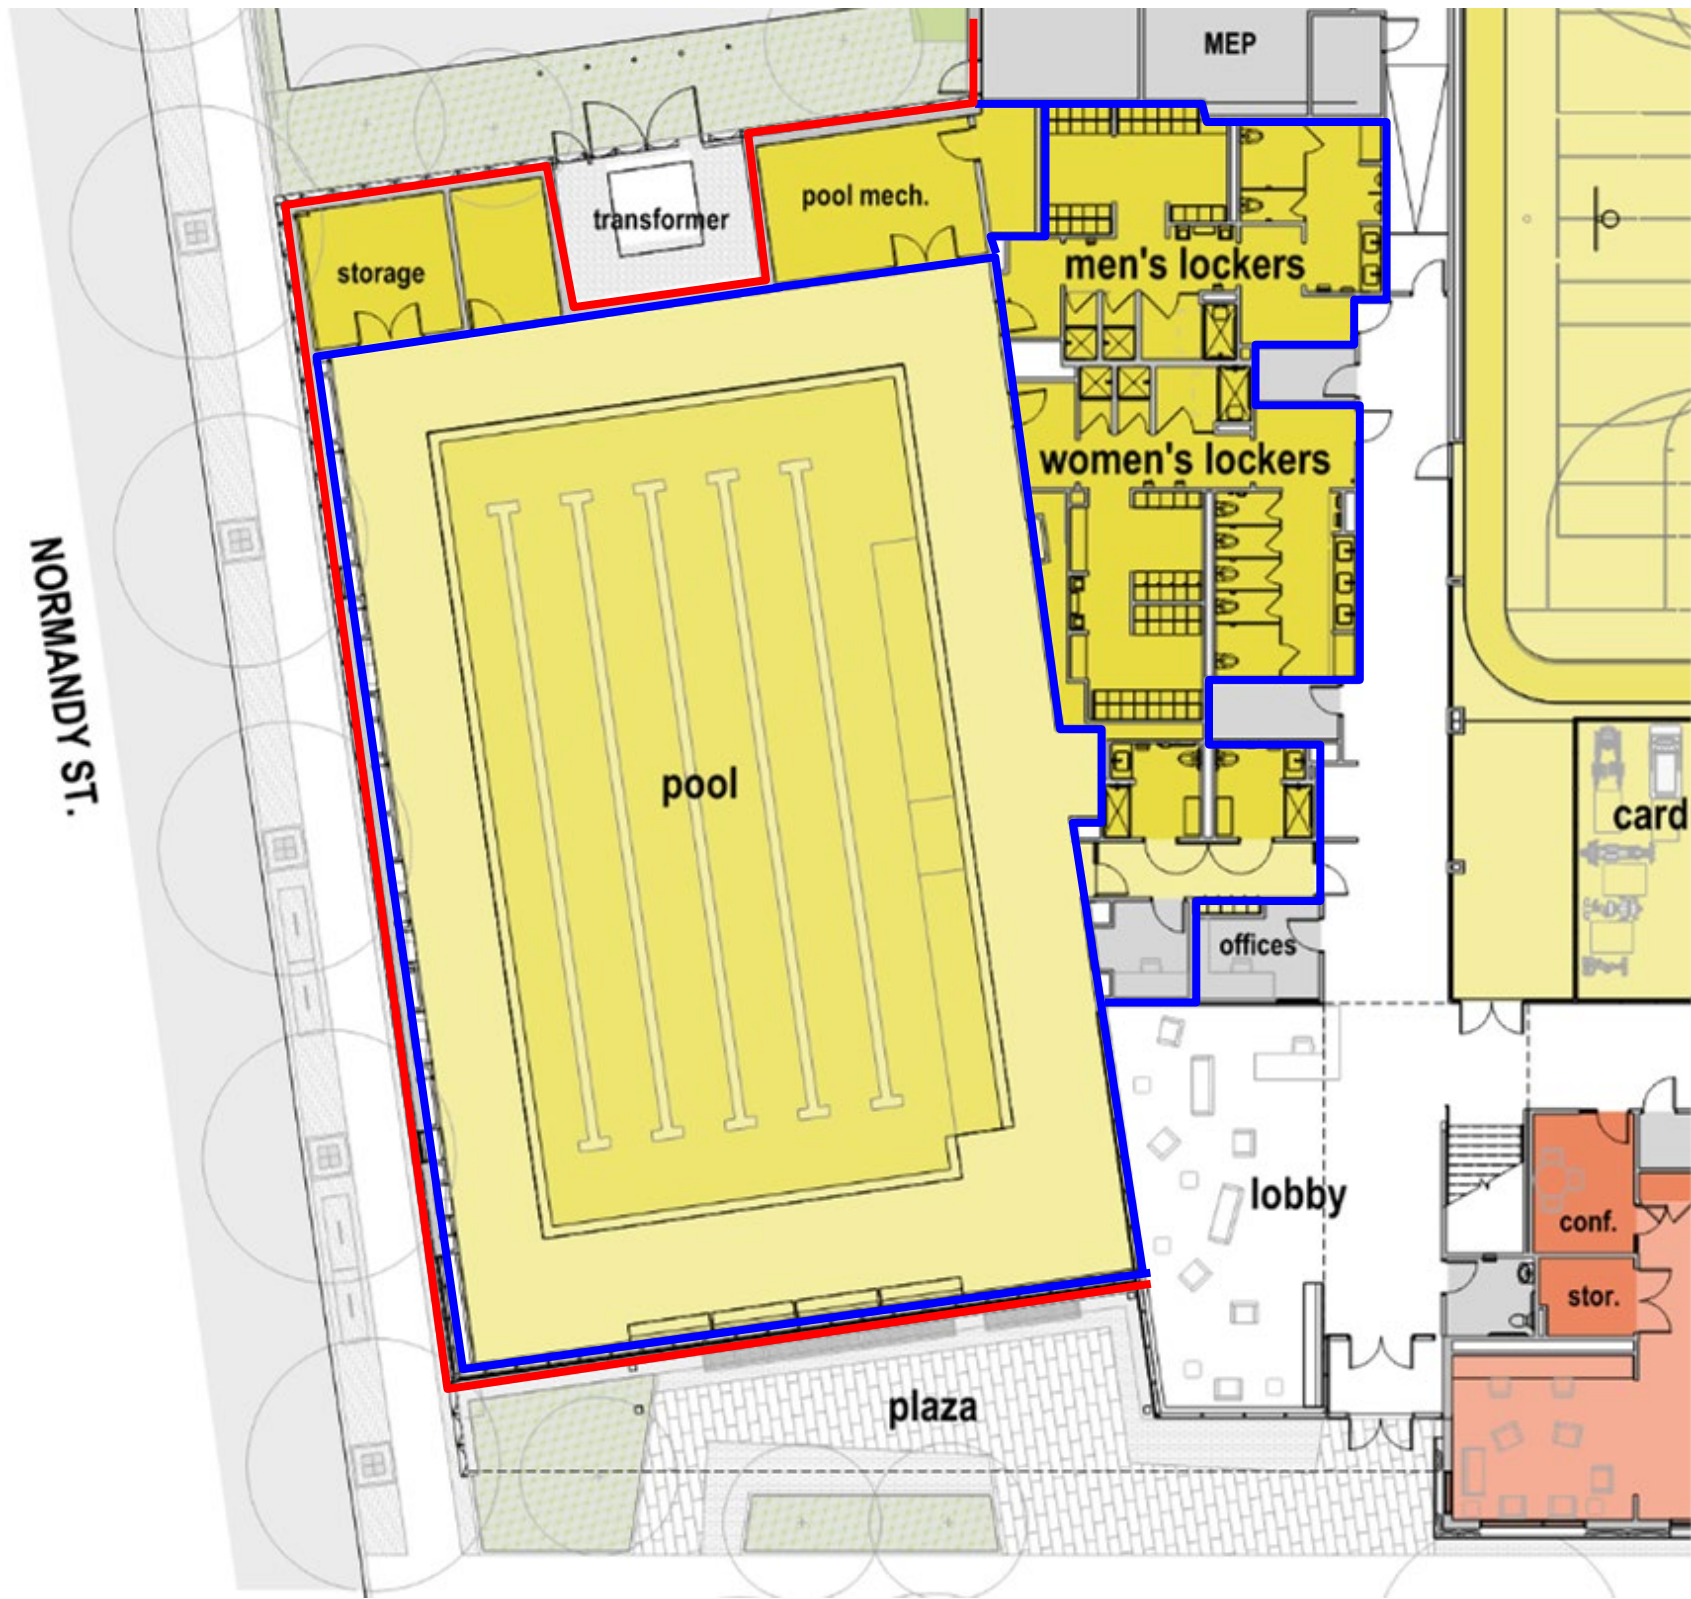 MEP
pool mech.
transformer
storage
men's lockers
women's lockers
NORMANDY ST.
pool
card
offices
lobby
conf.
stor.
plaza